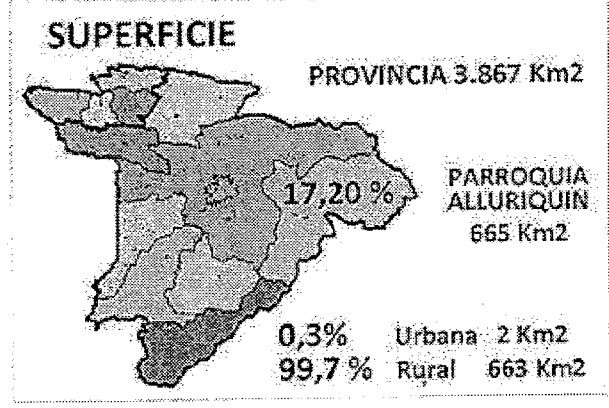 SUPERFICIE
PROVINCIA 3.867 Km2
17,20 %
PARROQUIA
ALLURIQUIN
665 Km2
0,3% Urbana 2 Km2
99,7 % Rural 663 Km2